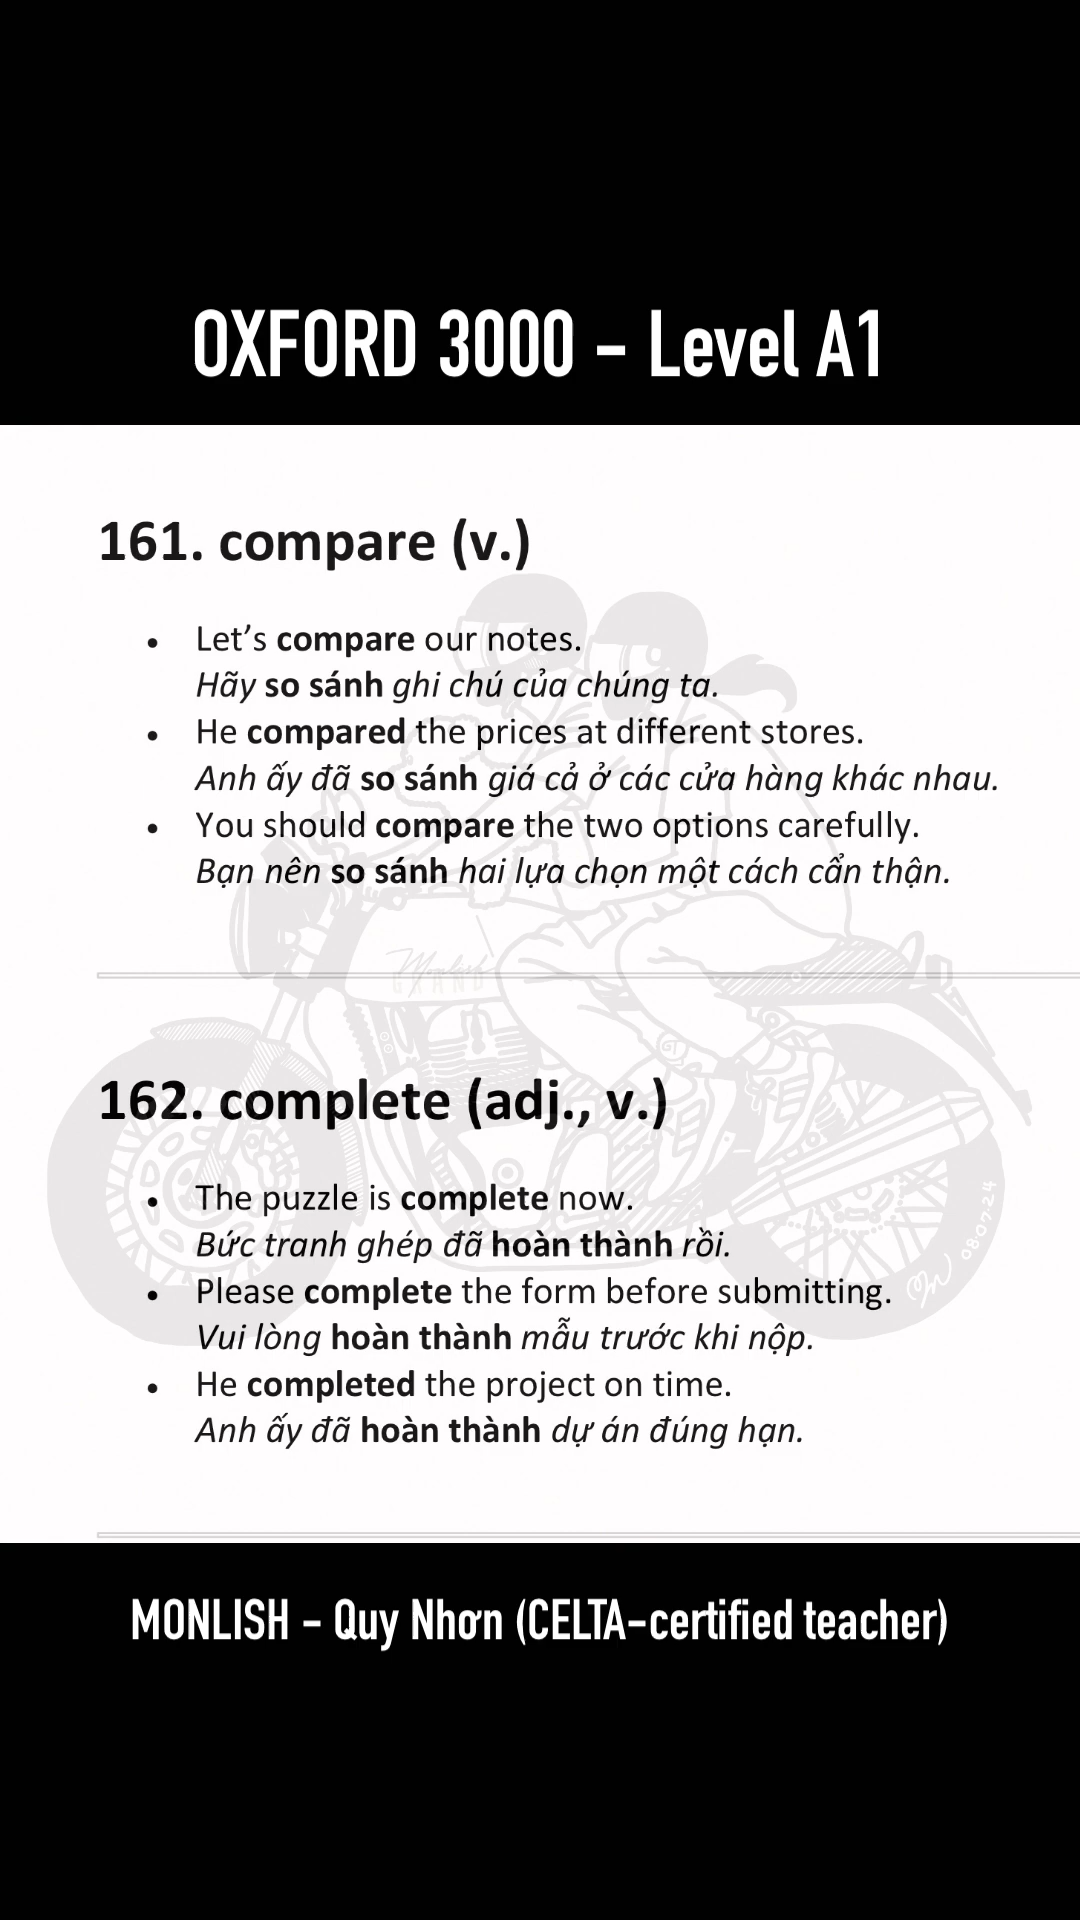 OXFORD 3000 – Level A1
161. compare (v.)
• Let’s compare our notes.
Hãy so sánh ghi chú của chúng ta.
• He compared the prices at different stores.
Anh ấy đã so sánh giá cả ở các cửa hàng khác nhau.
• You should compare the two options carefully.
Bạn nên so sánh hai lựa chọn một cách cẩn thận.
Monlish
GRAND
GT
162. complete (adj., v.)
• The puzzle is complete now.
Bức tranh ghép đã hoàn thành rồi.
• Please complete the form before submitting.
Vui lòng hoàn thành mẫu trước khi nộp.
• He completed the project on time.
Anh ấy đã hoàn thành dự án đúng hạn.
080724
MONLISH – Quy Nhơn (CELTA-certified teacher)